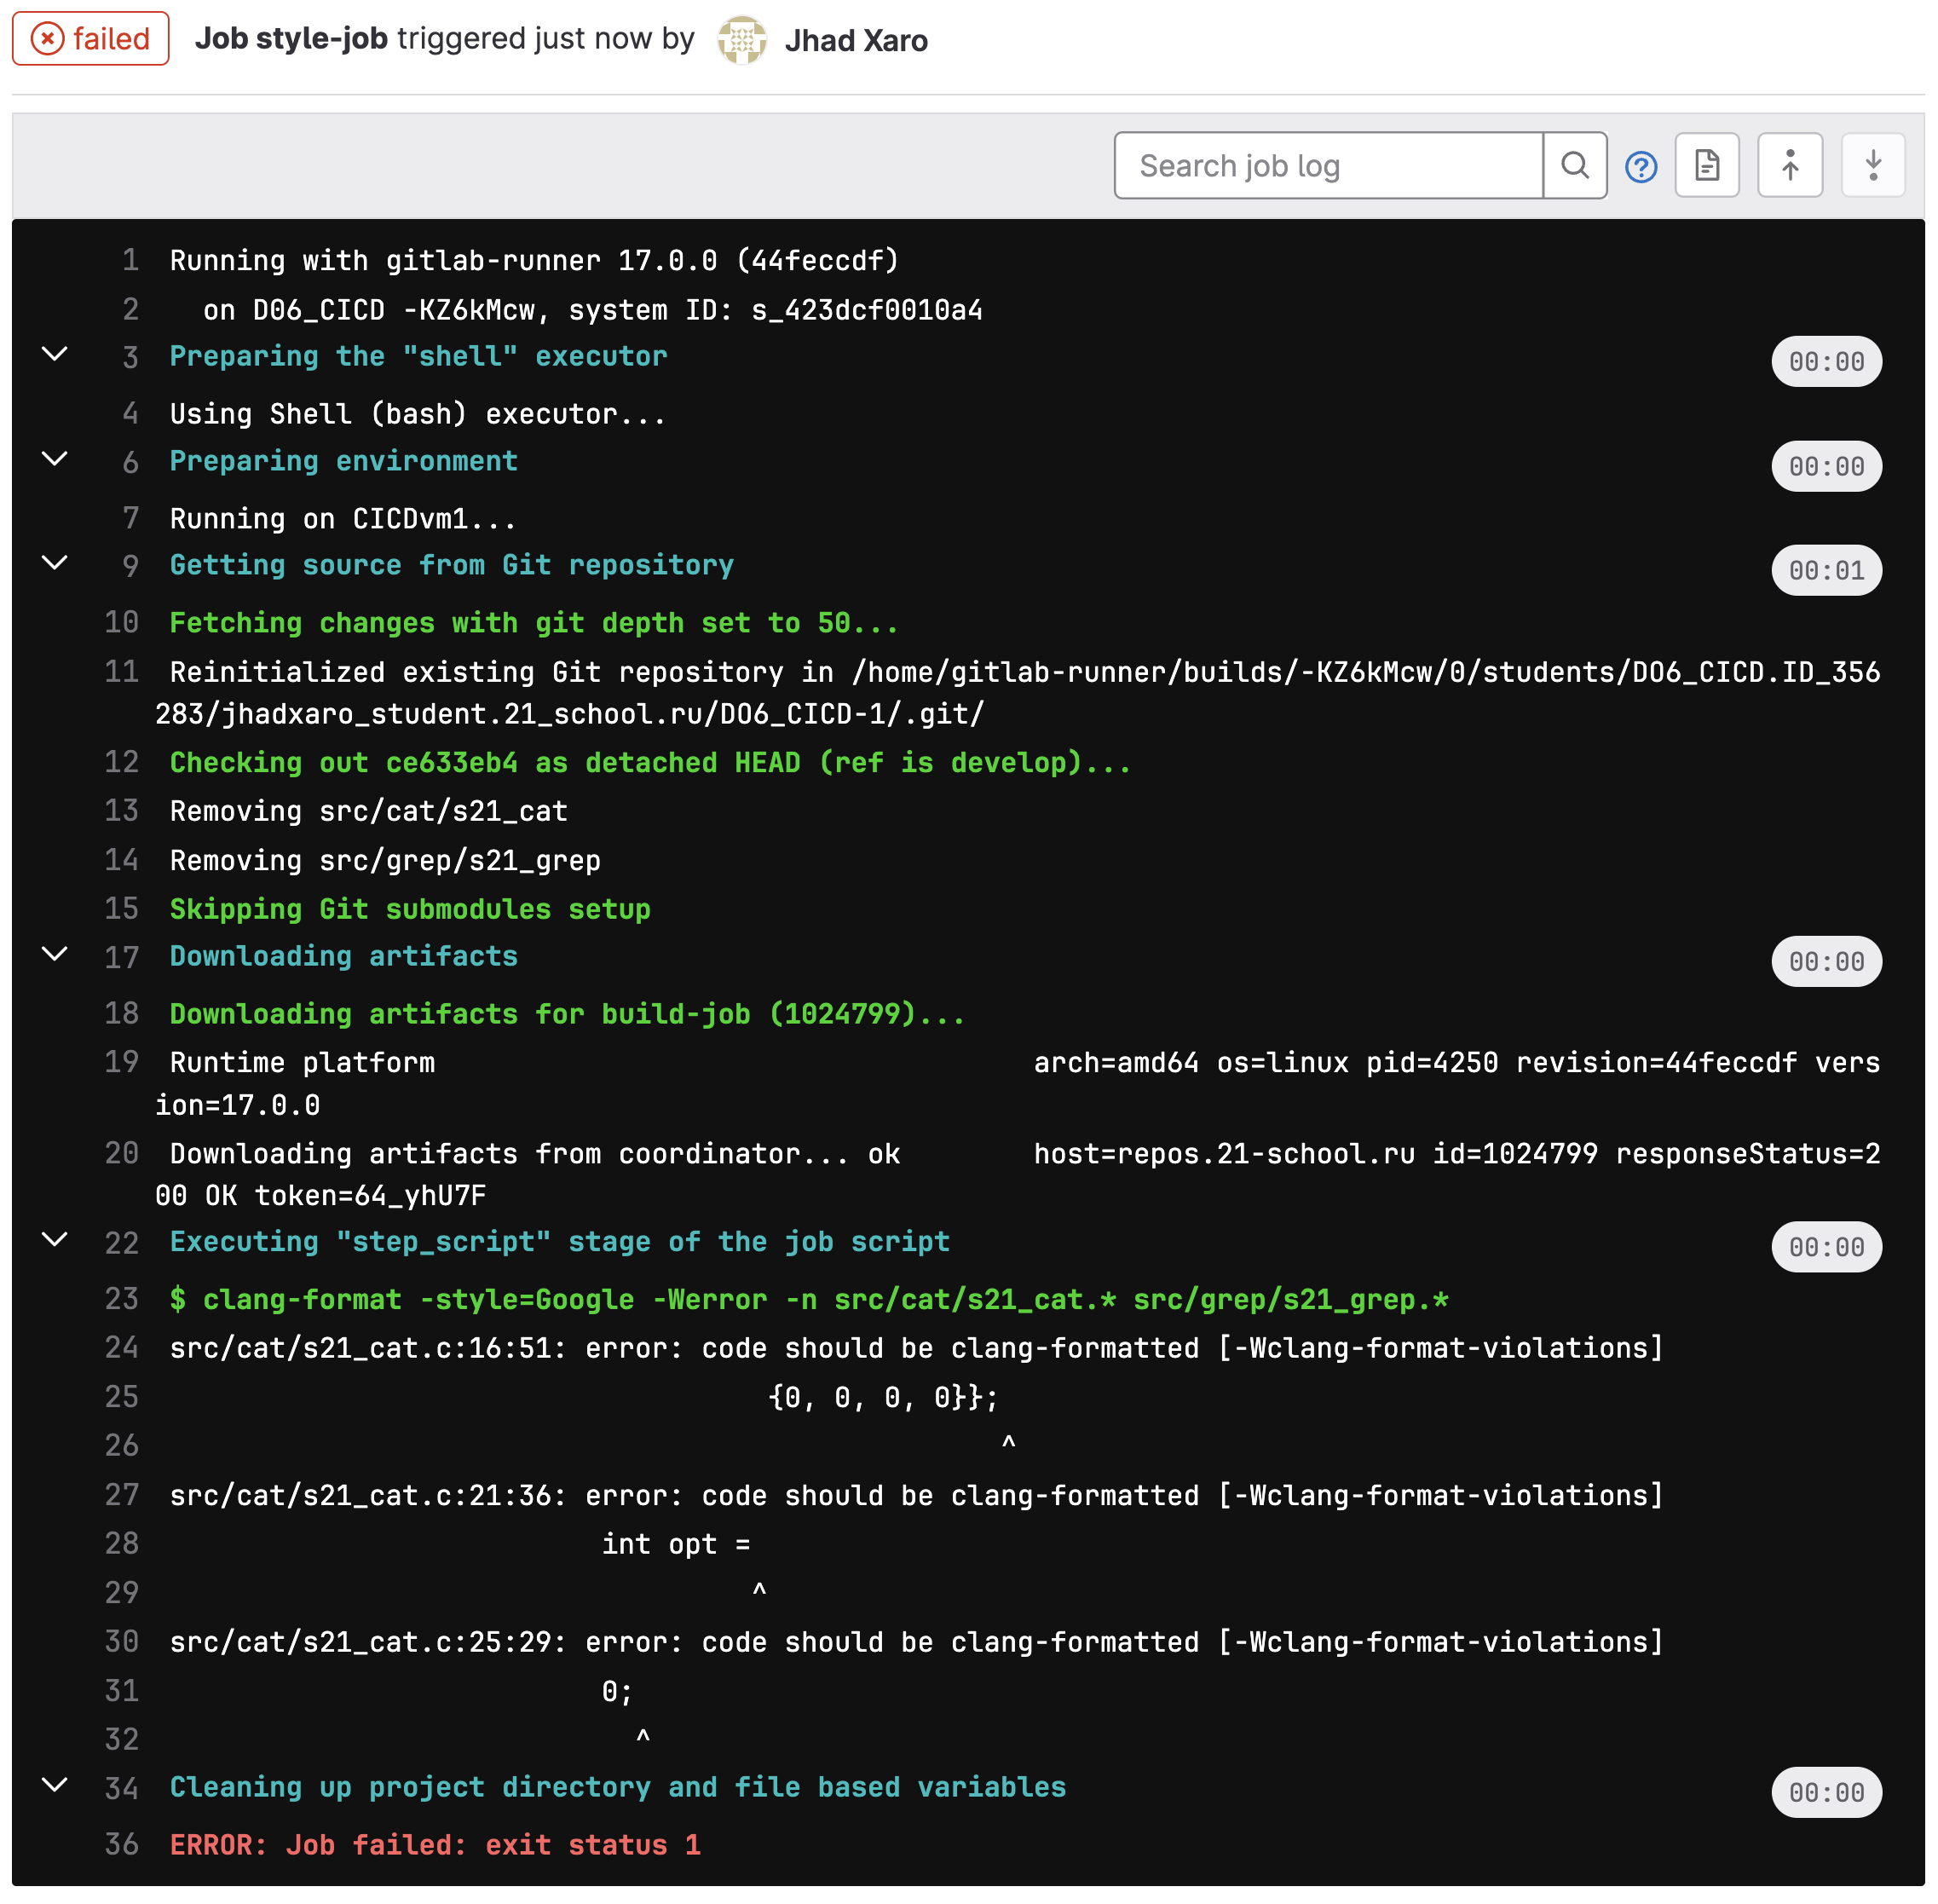 failed Job style-job triggered just now by Jhad Xaro
Search job log
1 Running with gitlab-runner 17.0.0 (44feccdf)
2 on DO6_CICD -KZ6kMcw, system ID: s_423dcf0010a4
3 Preparing the "shell" executor 00:00
4 Using Shell (bash) executor...
6 Preparing environment 00:00
7 Running on CICDvm1...
9 Getting source from Git repository 00:01
10 Fetching changes with git depth set to 50...
11 Reinitialized existing Git repository in /home/gitlab-runner/builds/-KZ6kMcw/0/students/DO6_CICD.ID_356
283/jhadxaro_student.21_school.ru/DO6_CICD-1/.git/
12 Checking out ce633eb4 as detached HEAD (ref is develop)...
13 Removing src/cat/s21_cat
14 Removing src/grep/s21_grep
15 Skipping Git submodules setup
17 Downloading artifacts 00:00
18 Downloading artifacts for build-job (1024799)...
19 Runtime platform arch=amd64 os=linux pid=4250 revision=44feccdf vers
ion=17.0.0
20 Downloading artifacts from coordinator... ok host=repos.21-school.ru id=1024799 responseStatus=2
00 OK token=64_yhU7F
22 Executing "step_script" stage of the job script 00:00
23 $ clang-format -style=Google -Werror -n src/cat/s21_cat.* src/grep/s21_grep.*
24 src/cat/s21_cat.c:16:51: error: code should be clang-formatted [-Wclang-format-violations]
25 {0, 0, 0, 0}};
26 ^
27 src/cat/s21_cat.c:21:36: error: code should be clang-formatted [-Wclang-format-violations]
28 int opt =
29 ^
30 src/cat/s21_cat.c:25:29: error: code should be clang-formatted [-Wclang-format-violations]
31 0;
32 ^
34 Cleaning up project directory and file based variables 00:00
36 ERROR: Job failed: exit status 1